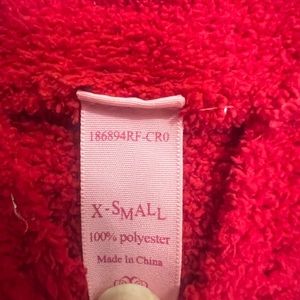 186894RF-CR0
X-SMALL
100% polyester
Made in China